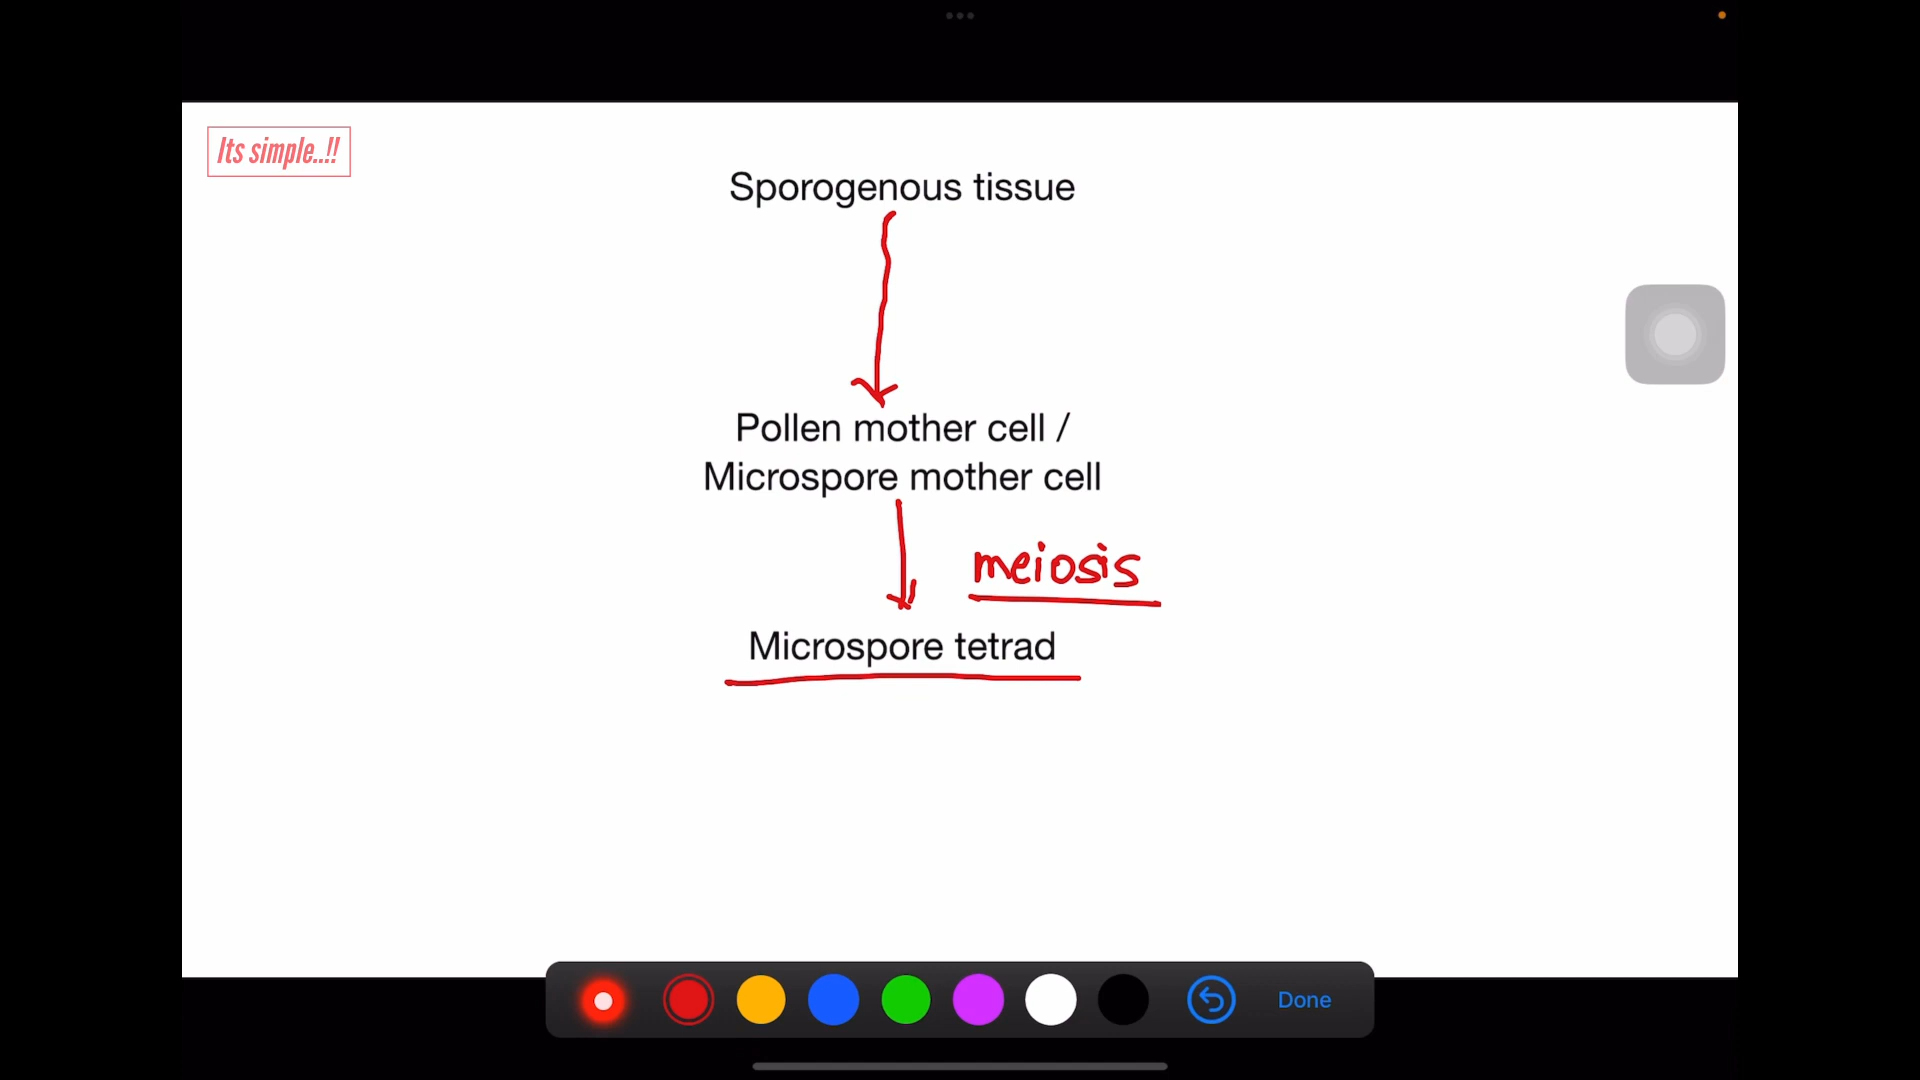 Its simple..!!
Sporogenous tissue
Pollen mother cell /
Microspore mother cell
meiosis
Microspore tetrad
Done